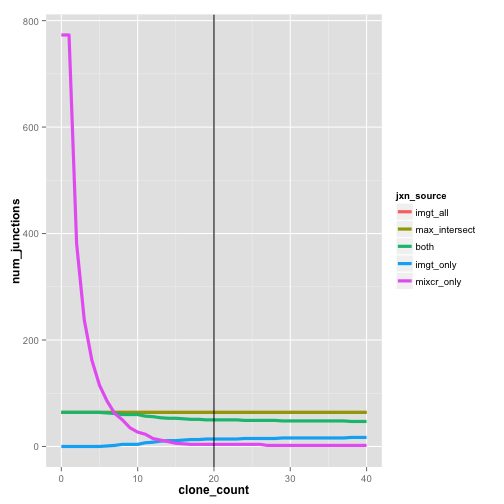 800
600
400
200
0
num_junctions
0 10 20 30 40
clone_count
jxn_source
imgt_all
max_intersect
both
imgt_only
mixcr_only